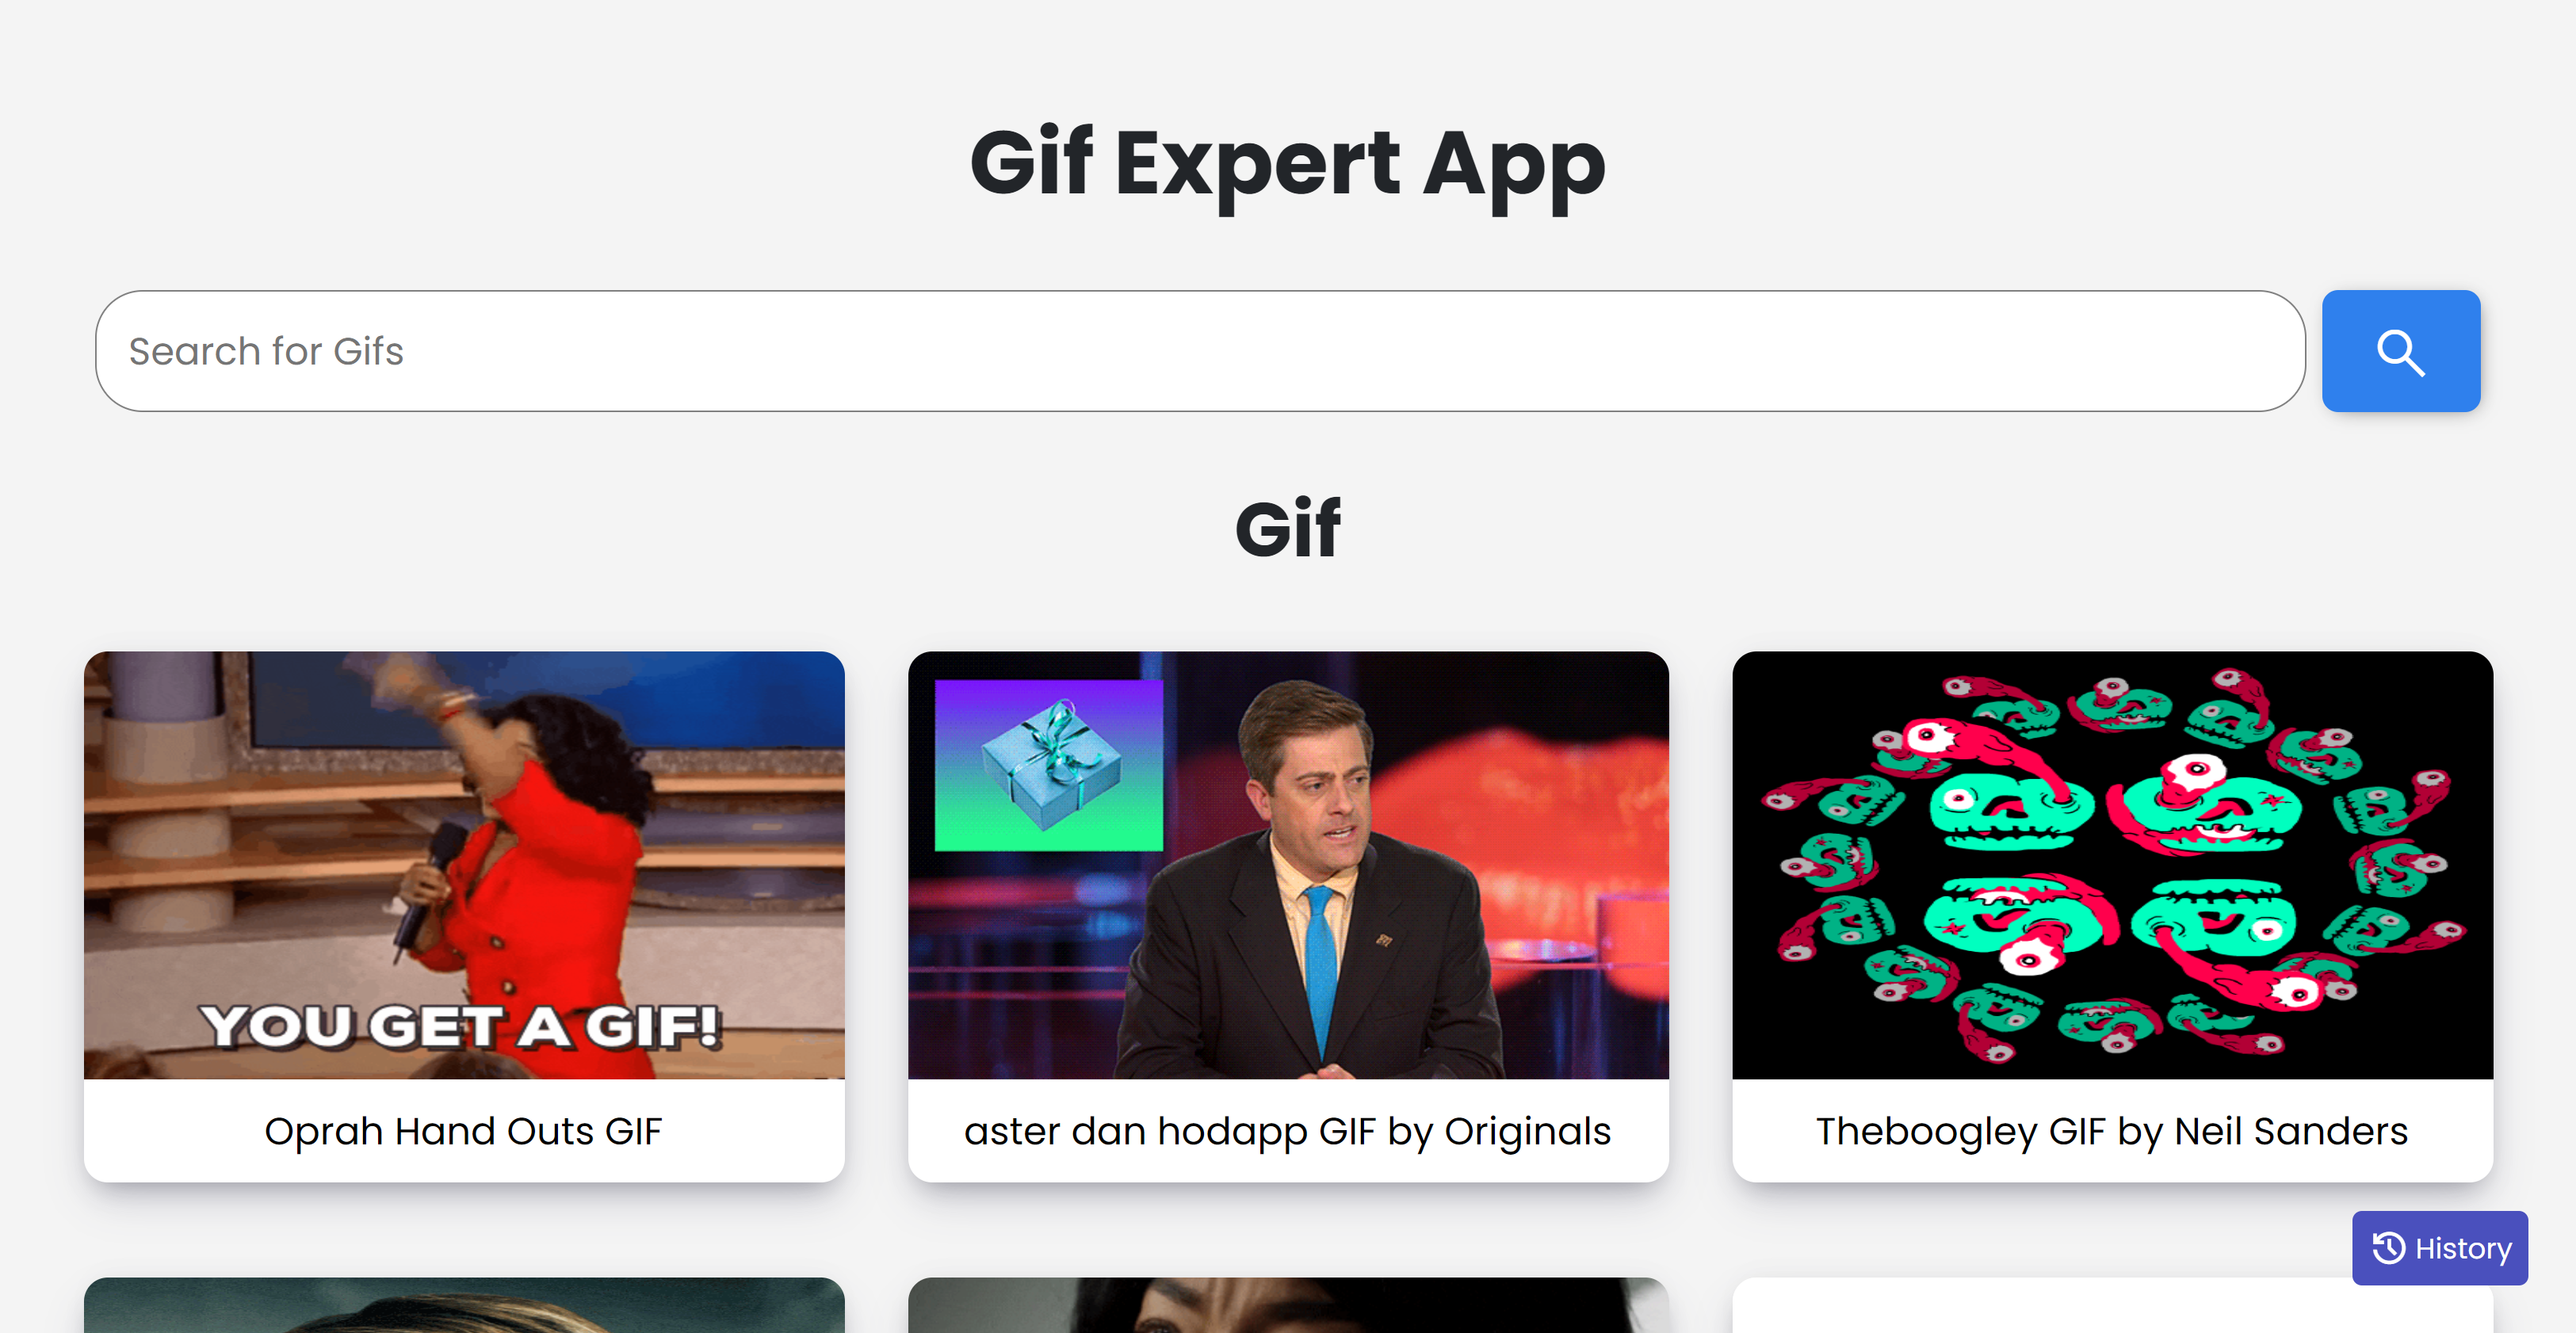 Gif Expert App
Search for Gifs
Gif
YOU GET A GIF!
Oprah Hand Outs GIF
aster dan hodapp GIF by Originals
Theboogley GIF by Neil Sanders
History